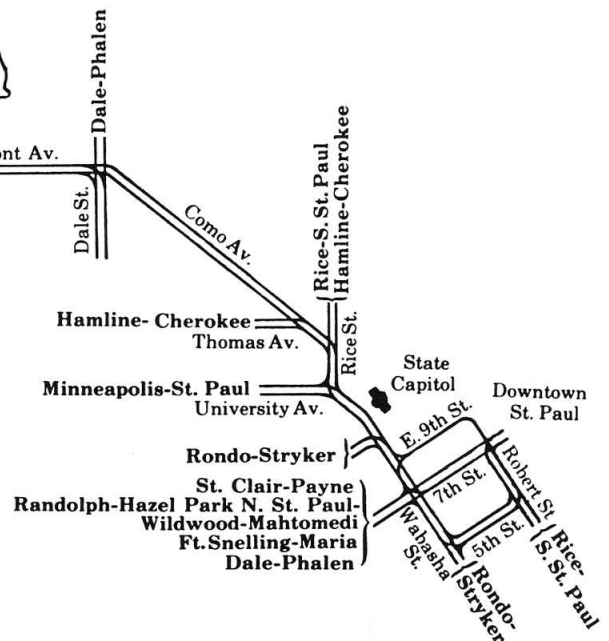 Dale-Phalen
ont Av.
Dale St.
Como Av.
Rice-S. St. Paul
Hamline-Cherokee
Hamline- Cherokee
Thomas Av.
Rice St.
Minneapolis-St. Paul
University Av.
State
Capitol
Downtown
St. Paul
E. 9th St.
Rondo-Stryker
St. Clair-Payne
Randolph-Hazel Park N. St. Paul-
Wildwood-Mahtomedi
Ft. Snelling-Maria
Dale-Phalen
7th St.
Robert St
Wabasha
St.
5th St.
Rice-
S. St. Paul
Rondo-
Stryker